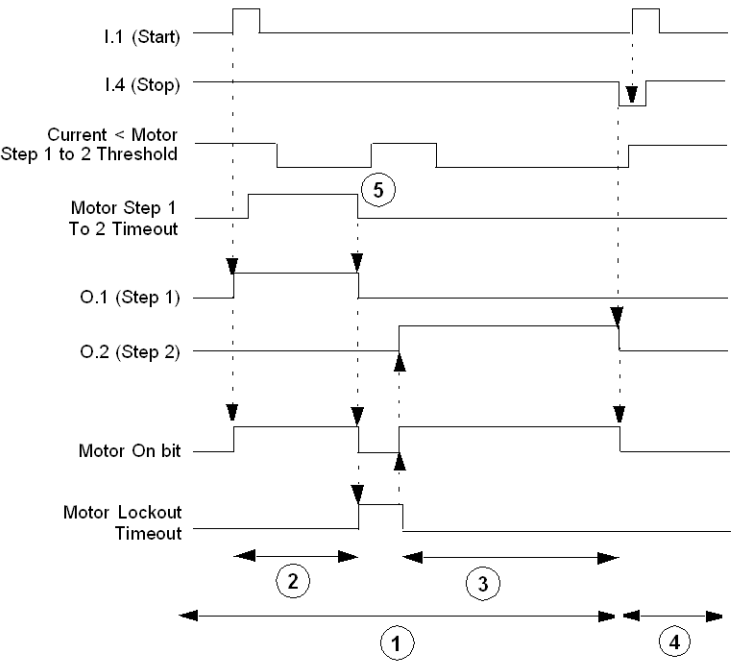 I.1 (Start)
I.4 (Stop)
Current < Motor
Step 1 to 2 Threshold
5
Motor Step 1
To 2 Timeout
O.1 (Step 1)
O.2 (Step 2)
Motor On bit
Motor Lockout
Timeout
2
3
1
4